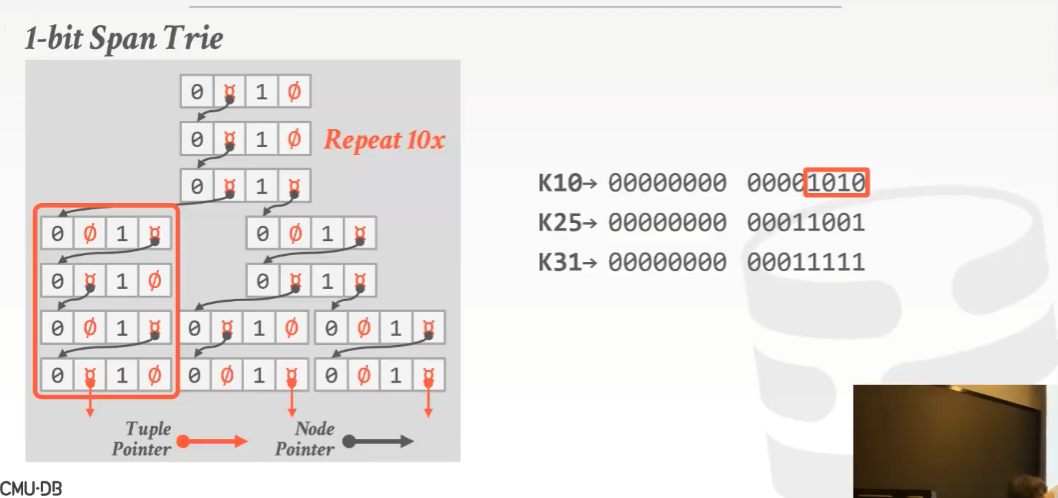 1-bit Span Trie
0 ¤ 1 Ø
0 ¤ 1 Ø
Repeat 10x
0 ¤ 1 ¤
0 Ø 1 ¤
0 Ø 1 ¤
0 ¤ 1 Ø
0 ¤ 1 ¤
0 Ø 1 ¤
0 ¤ 1 Ø
0 Ø 1 ¤
0 ¤ 1 Ø
0 Ø 1 ¤
0 Ø 1 ¤
Tuple
Pointer
Node
Pointer
K10→ 00000000 00001010
K25→ 00000000 00011001
K31→ 00000000 00011111
CMU·DB